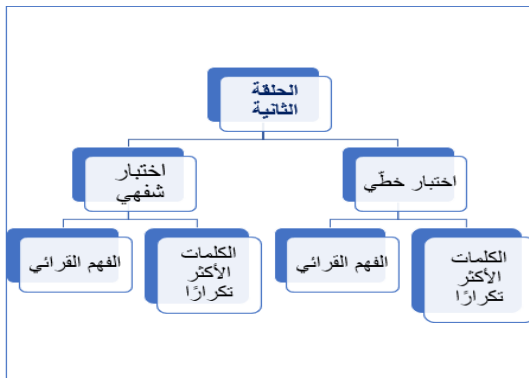 الحلقة
الثانية
اختبار خطّي
اختبار
شفهي
الكلمات
الأكثر
تكرارًا
الفهم القرائي
الكلمات
الأكثر
تكرارًا
الفهم القرائي